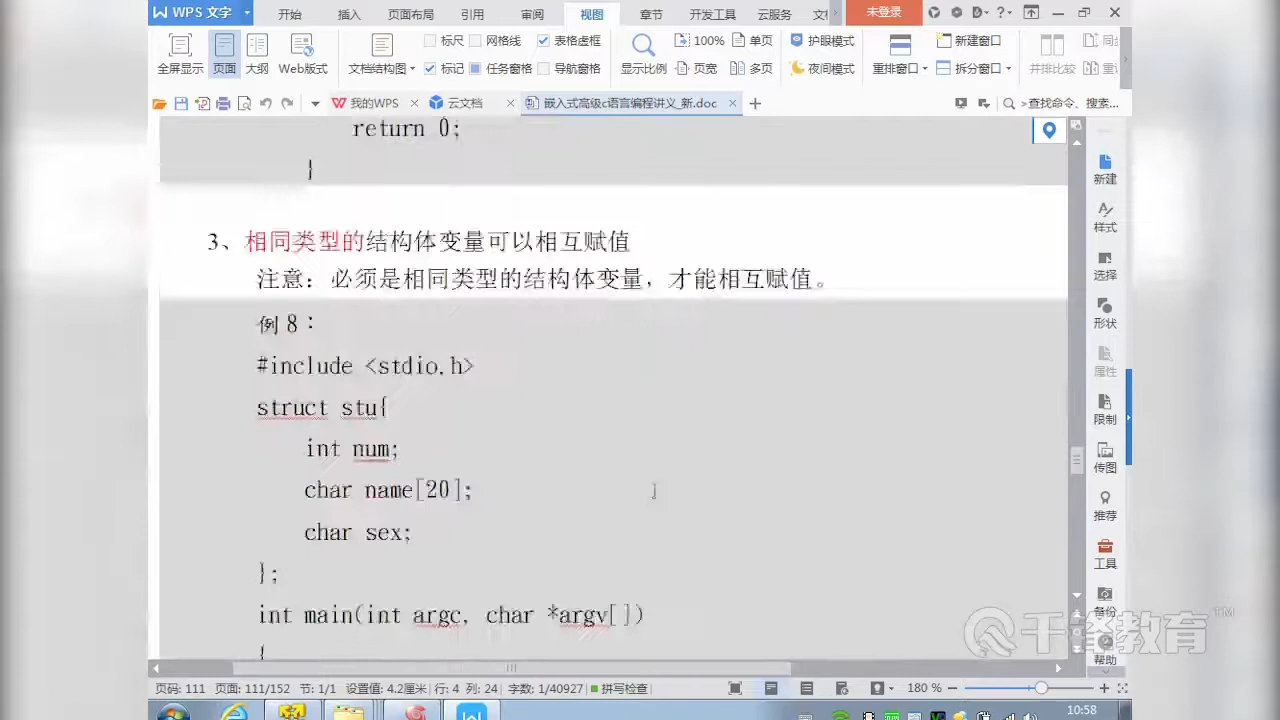 WPS 文字
开始 插入 页面布局 引用 审阅 视图 章节 开发工具 云服务 未登录
标尺 网格线 表格虚框 100% 单页 护眼模式 新建窗口
全屏显示 页面 大纲 Web版式 文档结构图 标记 任务窗格 导航窗格 显示比例 页宽 多页 夜间模式 重排窗口 拆分窗口 并排比较
我的WPS 云文档 嵌入式高级c语言编程讲义_新.doc 查找命令、搜索...
return 0;
}
3、相同类型的结构体变量可以相互赋值
注意：必须是相同类型的结构体变量，才能相互赋值。
例 8：
#include <stdio.h>
struct stu{
int num;
char name[20];
char sex;
};
int main(int argc, char *argv[])
{
新建
样式
选择
形状
属性
限制
传图
推荐
工具
备份
帮助
千锋教育 TM
页码: 111 页面: 111/152 节: 1/1 设置值: 4.2厘米 行: 4 列: 24 字数: 1/40927 拼写检查 180 %
10:58